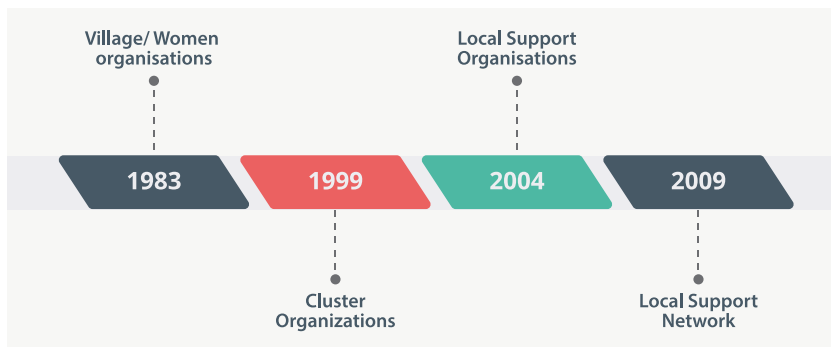 Village/ Women
organisations
Local Support
Organisations
1983
1999
2004
2009
Cluster
Organizations
Local Support
Network